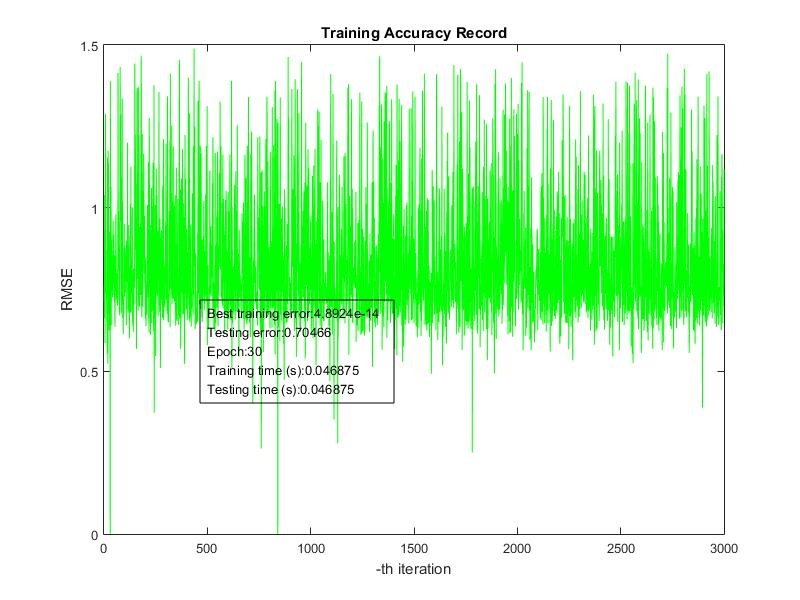 Training Accuracy Record
1.5
1
0.5
0
RMSE
Best training error:4.8924e-14
Testing error:0.70466
Epoch:30
Training time (s):0.046875
Testing time (s):0.046875
0 500 1000 1500 2000 2500 3000
-th iteration